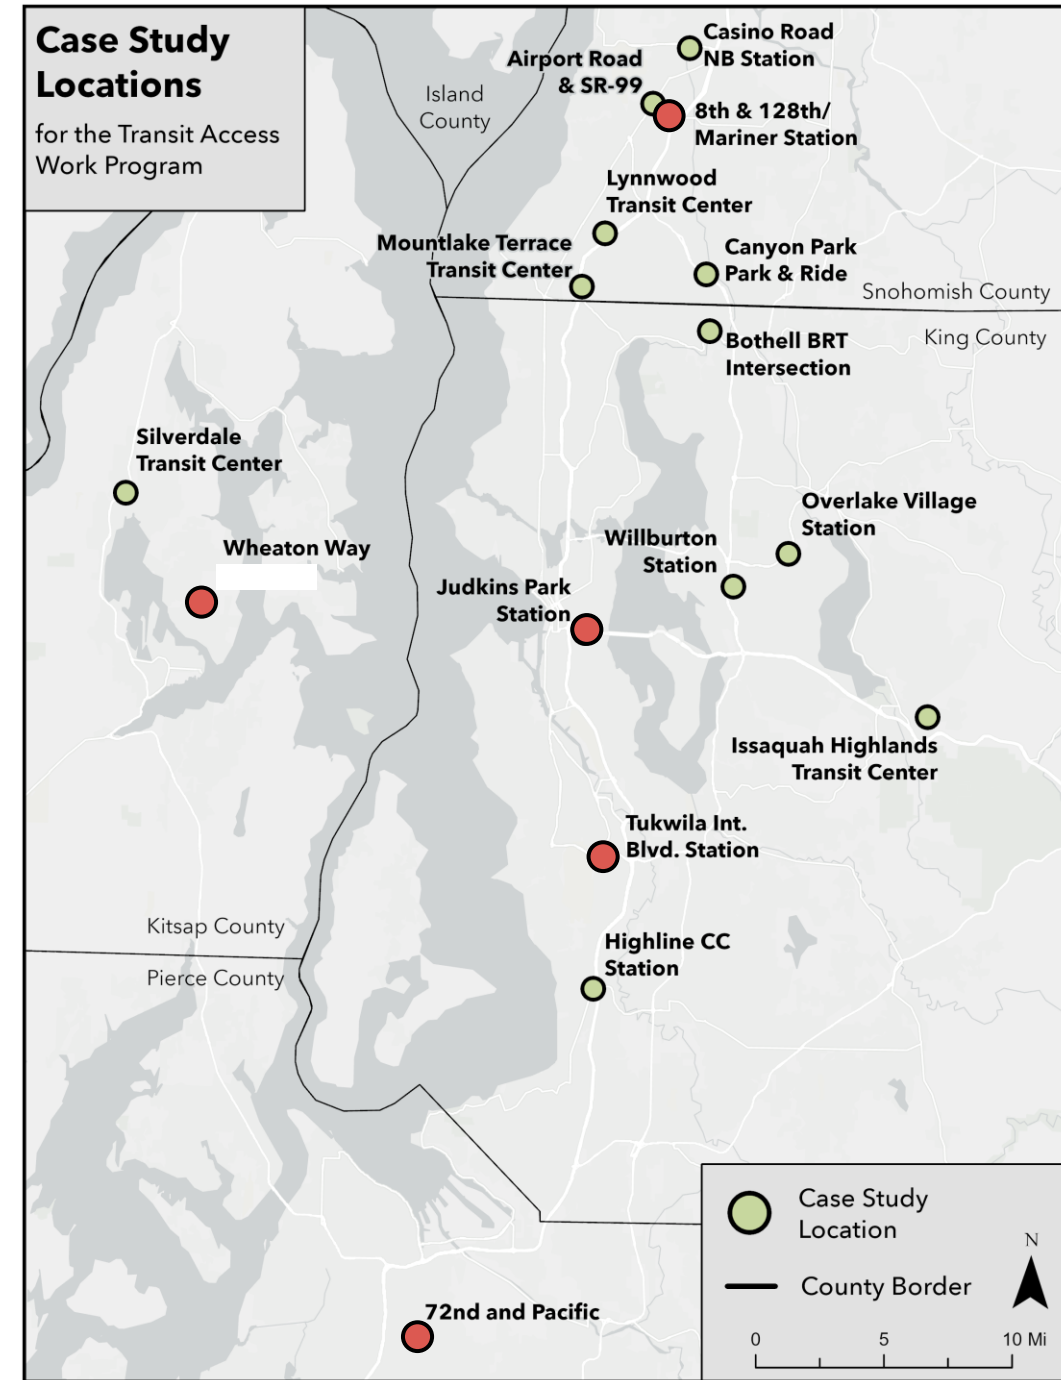 Case Study
Locations
for the Transit Access
Work Program
Island
County
Casino Road
NB Station
Airport Road
& SR-99
8th & 128th/
Mariner Station
Lynnwood
Transit Center
Mountlake Terrace
Transit Center
Canyon Park
Park & Ride
Snohomish County
King County
Bothell BRT
Intersection
Silverdale
Transit Center
Wheaton Way
Overlake Village
Station
Willburton
Station
Judkins Park
Station
Issaquah Highlands
Transit Center
Tukwila Int.
Blvd. Station
Kitsap County
Pierce County
Highline CC
Station
72nd and Pacific
Case Study
Location
County Border
N
0 5 10 Mi